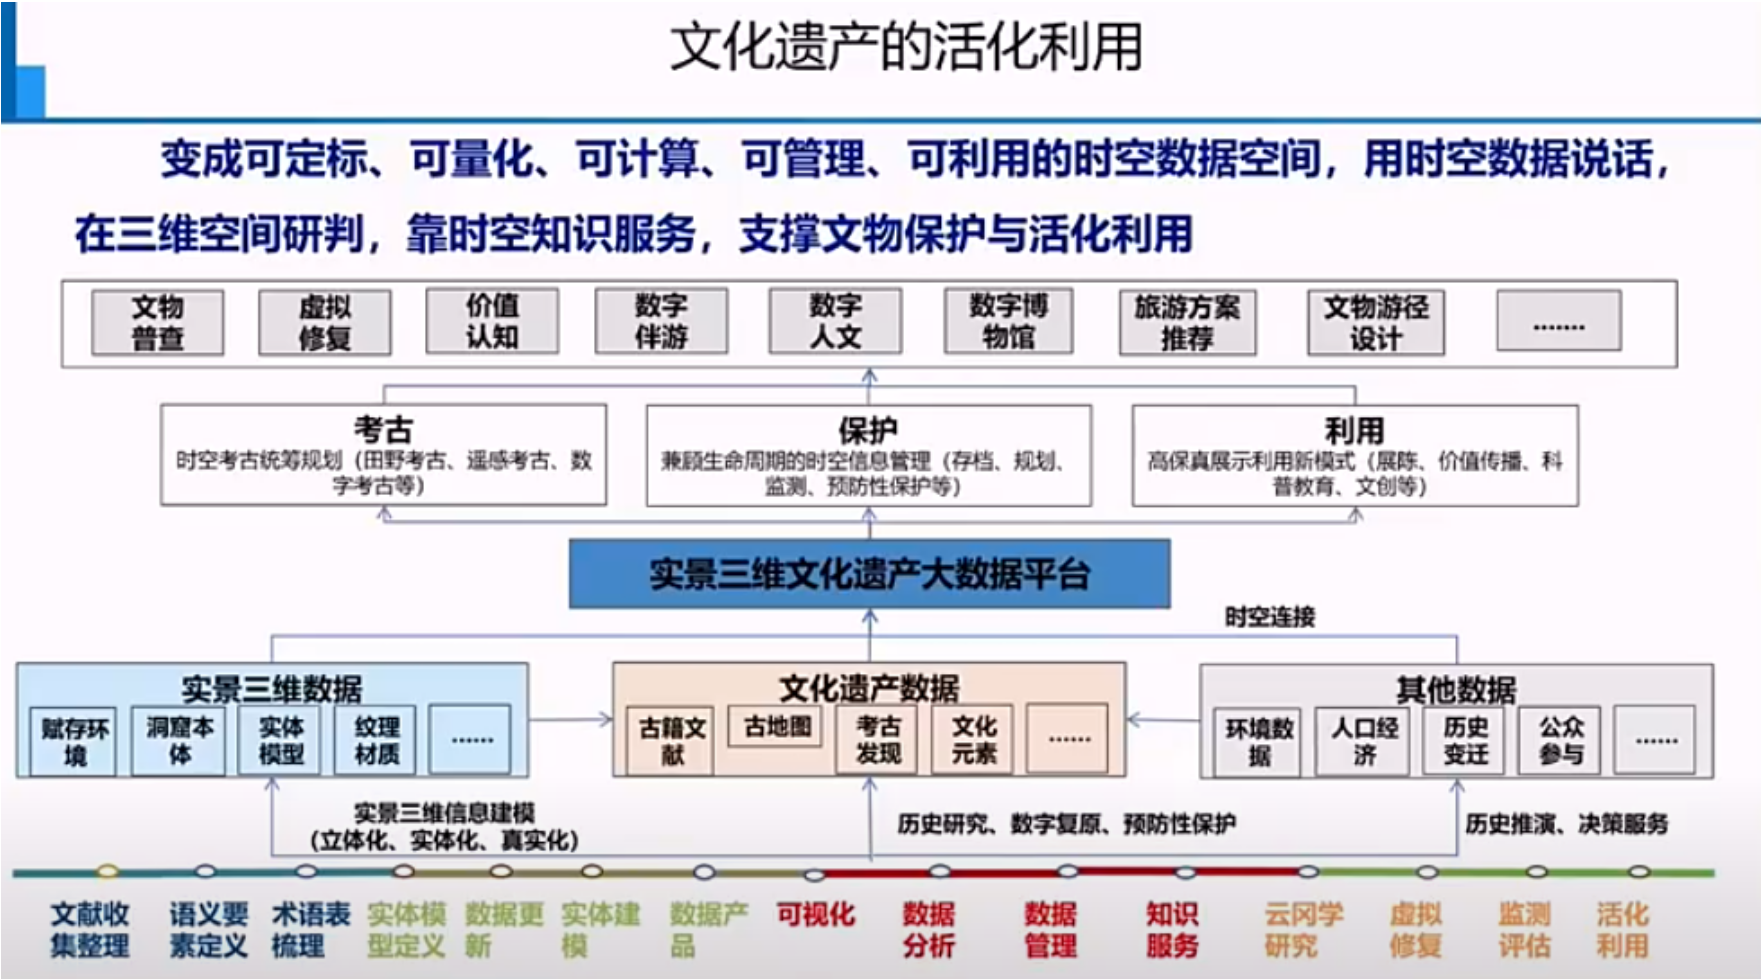 文化遗产的活化利用
变成可定标、可量化、可计算、可管理、可利用的时空数据空间，用时空数据说话，
在三维空间研判，靠时空知识服务，支撑文物保护与活化利用
文物
普查
虚拟
修复
价值
认知
数字
伴游
数字
人文
数字博
物馆
旅游方案
推荐
文物游径
设计
.......
考古
时空考古统筹规划（田野考古、遥感考古、数
字考古等）
保护
兼顾生命周期的时空信息管理（存档、规划、
监测、预防性保护等）
利用
高保真展示利用新模式（展陈、价值传播、科
普教育、文创等）
实景三维文化遗产大数据平台
时空连接
实景三维数据
赋存环
境
洞窟本
体
实体
模型
纹理
材质
......
文化遗产数据
古籍文
献
古地图
考古
发现
文化
元素
......
其他数据
环境数
据
人口经
济
历史
变迁
公众
参与
......
实景三维信息建模
（立体化、实体化、真实化）
历史研究、数字复原、预防性保护
历史推演、决策服务
文献收
集整理
语义要
素定义
术语表
梳理
实体模
型定义
数据更
新
实体建
模
数据产
品
可视化
数据
分析
数据
管理
知识
服务
云冈学
研究
虚拟
修复
监测
评估
活化
利用